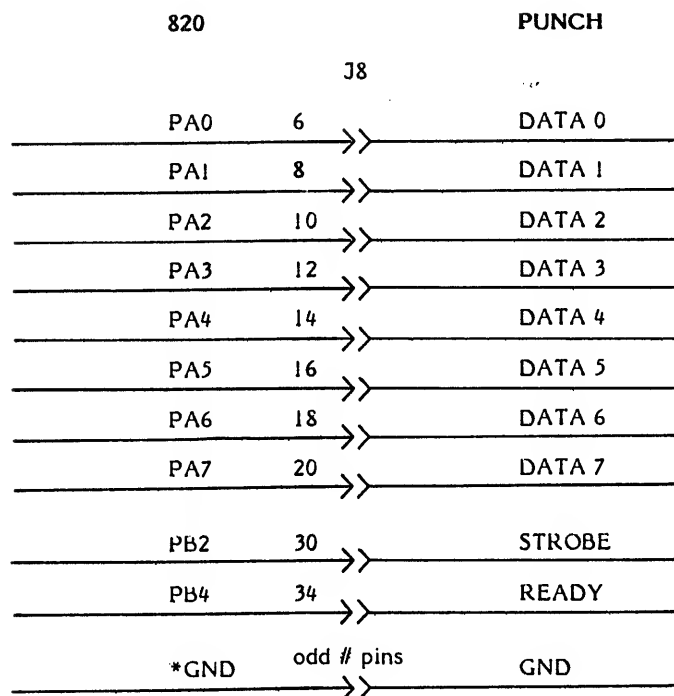 820 PUNCH
J8
PA0 6 DATA 0
PA1 8 DATA 1
PA2 10 DATA 2
PA3 12 DATA 3
PA4 14 DATA 4
PA5 16 DATA 5
PA6 18 DATA 6
PA7 20 DATA 7
PB2 30 STROBE
PB4 34 READY
*GND odd # pins GND